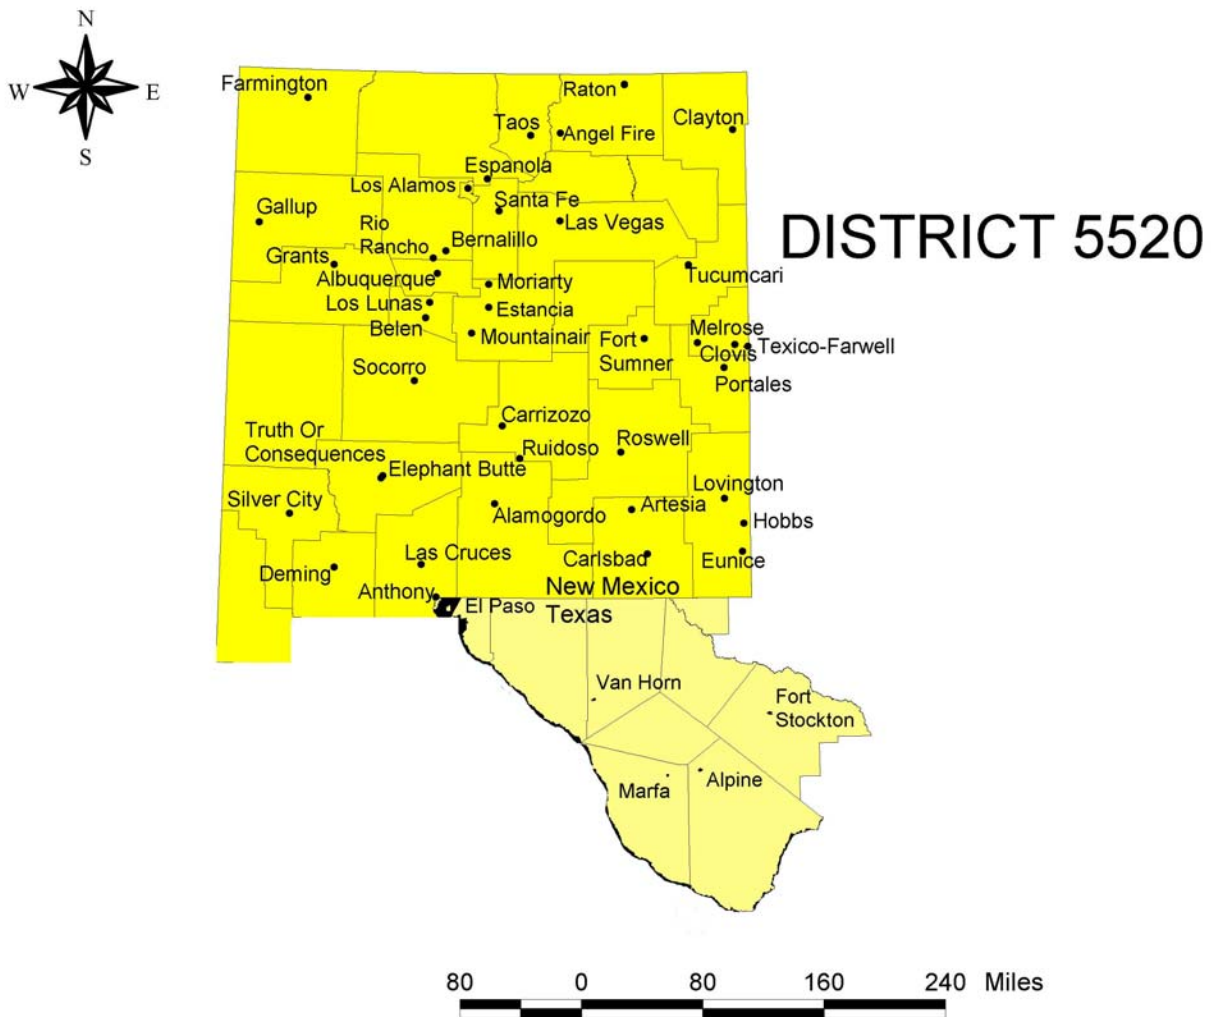 N
W
E
S
Farmington
Raton
Clayton
Taos
Angel Fire
Espanola
Los Alamos
Santa Fe
Gallup
Rio
Rancho
Las Vegas
DISTRICT 5520
Bernalillo
Grants
Albuquerque
Moriarty
Tucumcari
Los Lunas
Estancia
Belen
Mountainair
Fort
Sumner
Melrose
Clovis
Texico-Farwell
Portales
Socorro
Carrizozo
Truth Or
Consequences
Ruidoso
Roswell
Elephant Butte
Silver City
Lovington
Alamogordo
Artesia
Hobbs
Las Cruces
Carlsbad
Eunice
Deming
Anthony
New Mexico
El Paso
Texas
Van Horn
Fort
Stockton
Marfa
Alpine
80 0 80 160 240 Miles